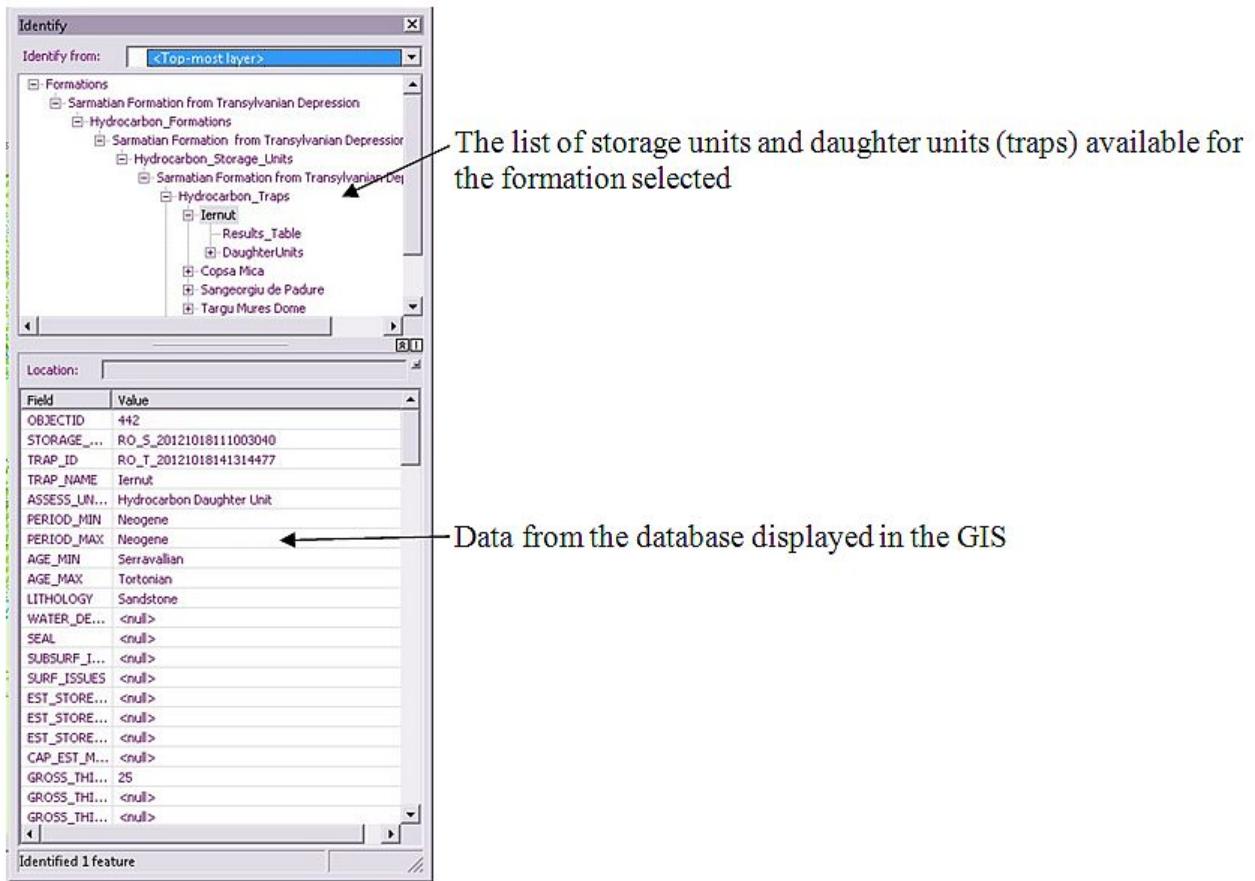 Identify
Identify from: <Top-most layer>
Formations
Sarmatian Formation from Transylvanian Depression
Hydrocarbon_Formations
Sarmatian Formation from Transylvanian Depression
Hydrocarbon_Storage_Units
Sarmatian Formation from Transylvanian Dep
Hydrocarbon_Traps
Iernut
Results_Table
DaughterUnits
Copsa Mica
Sangeorgiu de Padure
Targu Mures Dome
The list of storage units and daughter units (traps) available for
the formation selected
Location:
Field Value
OBJECTID 442
STORAGE_... RO_S_20121018111003040
TRAP_ID RO_T_20121018141314477
TRAP_NAME Iernut
ASSESS_UN... Hydrocarbon Daughter Unit
PERIOD_MIN Neogene
PERIOD_MAX Neogene
AGE_MIN Serravallian
AGE_MAX Tortonian
LITHOLOGY Sandstone
WATER_DE... <null>
SEAL <null>
SUBSURF_I... <null>
SURF_ISSUES <null>
EST_STORE... <null>
EST_STORE... <null>
EST_STORE... <null>
CAP_EST_M... <null>
GROSS_THI... 25
GROSS_THI... <null>
GROSS_THI... <null>
Data from the database displayed in the GIS
Identified 1 feature